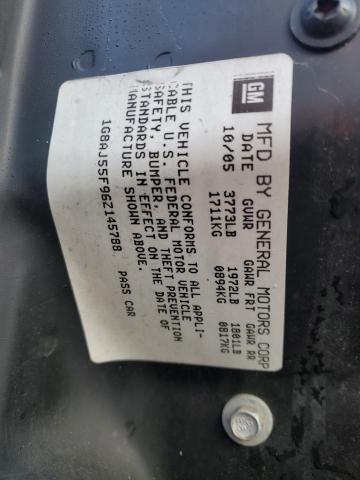 GM
MFD BY GENERAL MOTORS CORP
DATE GVWR GAWR FRT GAWR RR
10/05 3773LB 1972LB 1801LB
1711KG 0894KG 0817KG
THIS VEHICLE CONFORMS TO ALL APPLI-
CABLE U.S. FEDERAL MOTOR VEHICLE
SAFETY, BUMPER, AND THEFT PREVENTION
STANDARDS IN EFFECT ON THE DATE OF
MANUFACTURE SHOWN ABOVE.
1G8AJ55F96Z145788 PASS CAR